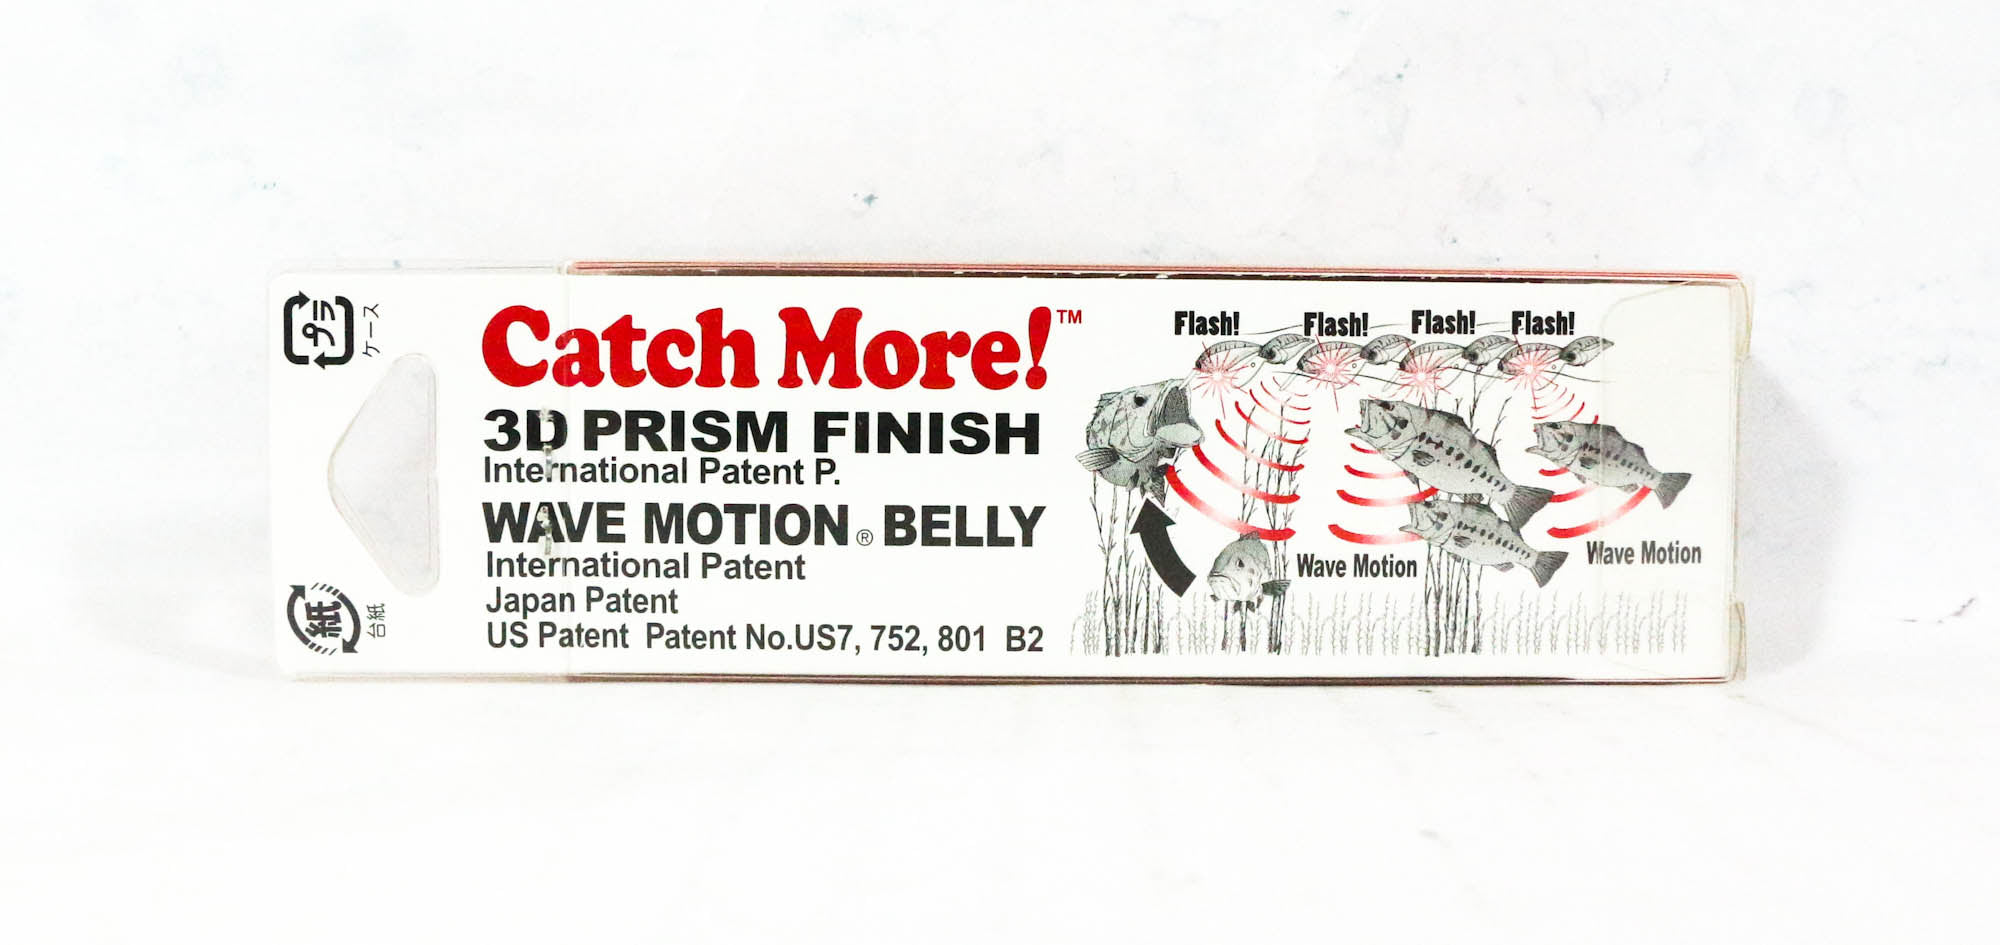 プラ
ケース
紙
台紙
Catch More!™
3D PRISM FINISH
International Patent P.
WAVE MOTION® BELLY
International Patent
Japan Patent
US Patent Patent No.US7, 752, 801 B2
Flash! Flash! Flash! Flash!
Wave Motion
Wave Motion